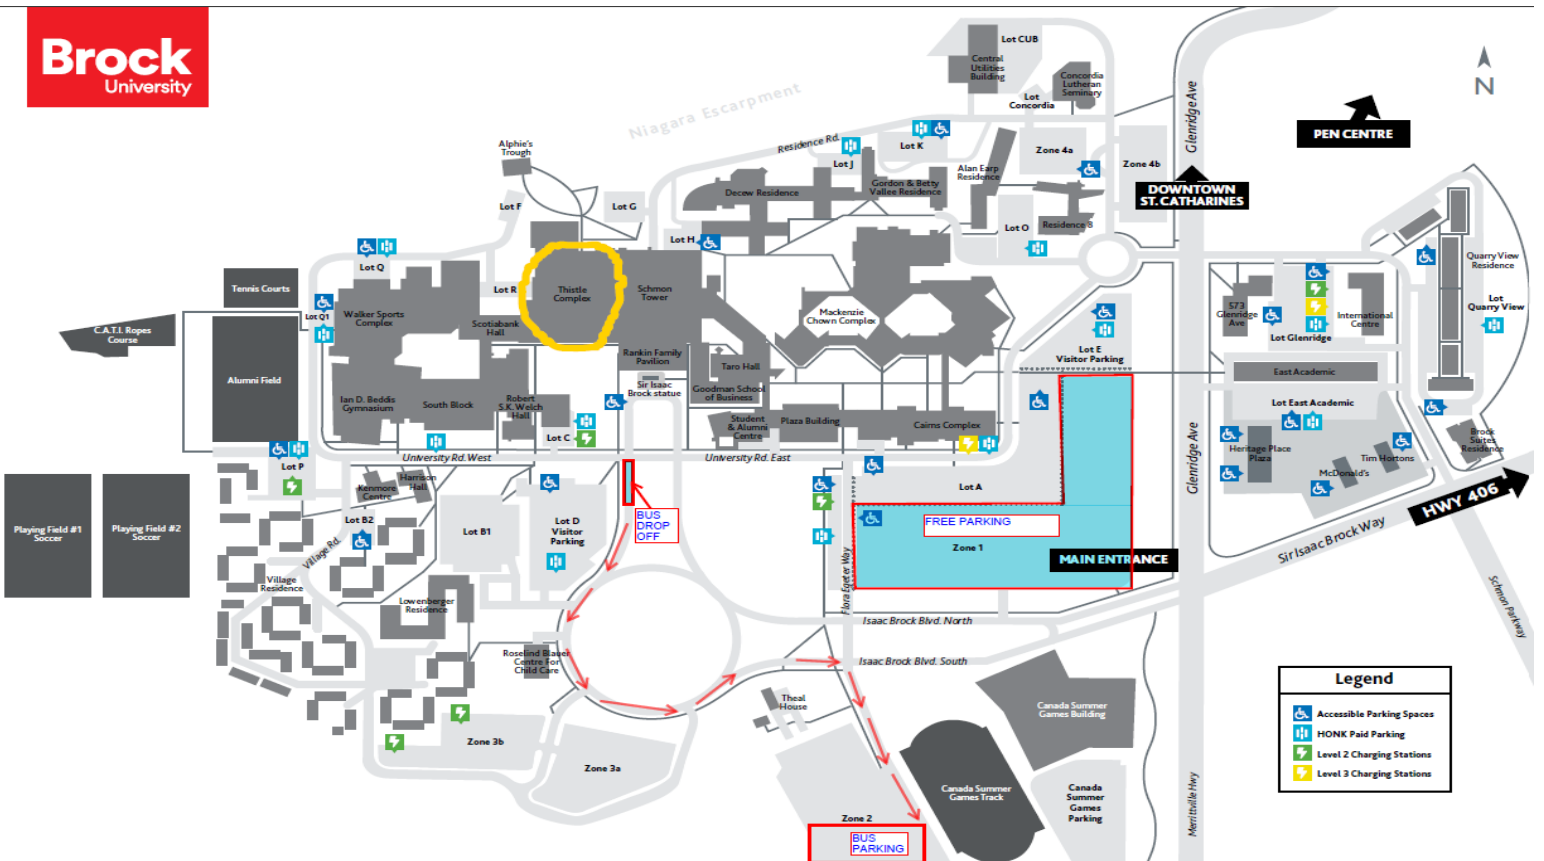 Brock
University
Niagara Escarpment
N
Lot CUB
Central
Utilities
Building
Concordia
Lutheran
Seminary
Lot
Concordia
Glenridge Ave
PEN CENTRE
Alphie's
Trough
Residence Rd.
Lot K
Lot J
Zone 4a
Zone 4b
Alan Earp
Residence
DOWNTOWN
ST. CATHARINES
Decew Residence
Gordon & Betty
Vallee Residence
Lot F
Lot G
Lot H
Lot O
Residence 8
Lot Q
Tennis Courts
Lot R
Thistle
Complex
Schmon
Tower
Quarry View
Residence
Lot
Quarry View
Lot Q1
Walker Sports
Complex
Scotiabank
Hall
Mackenzie
Chown Complex
573
Glenridge
Ave
International
Centre
Lot Glenridge
C.A.T.I. Ropes
Course
Rankin Family
Pavilion
Taro Hall
Lot E
Visitor Parking
East Academic
Alumni Field
Sir Isaac
Brock statue
Goodman School
of Business
Ian D. Beddis
Gymnasium
South Block
Robert
S.K. Welch
Hall
Lot East Academic
Student
& Alumni
Centre
Plaza Building
Cairns Complex
Lot C
Heritage Place
Plaza
Brock
Suites
Residence
Tim Hortons
McDonald's
University Rd. West
University Rd. East
Lot P
Kenmore
Centre
Harrison
Hall
Lot A
Glenridge Ave
HWY 406
BUS
DROP
OFF
FREE PARKING
Lot B2
Lot B1
Lot D
Visitor
Parking
Playing Field #1
Soccer
Playing Field #2
Soccer
Zone 1
MAIN ENTRANCE
Sir Isaac Brock Way
Village Rd.
Village
Residence
Flora Egeter Way
Schmon Parkway
Lowenberger
Residence
Isaac Brock Blvd. North
Rosalind Blauer
Centre For
Child Care
Isaac Brock Blvd. South
Theal
House
Canada Summer
Games Building
Zone 3b
Zone 3a
Canada Summer
Games Track
Canada
Summer
Games
Parking
Merrittville Hwy
Zone 2
BUS
PARKING
Legend
Accessible Parking Spaces
HONK Paid Parking
Level 2 Charging Stations
Level 3 Charging Stations